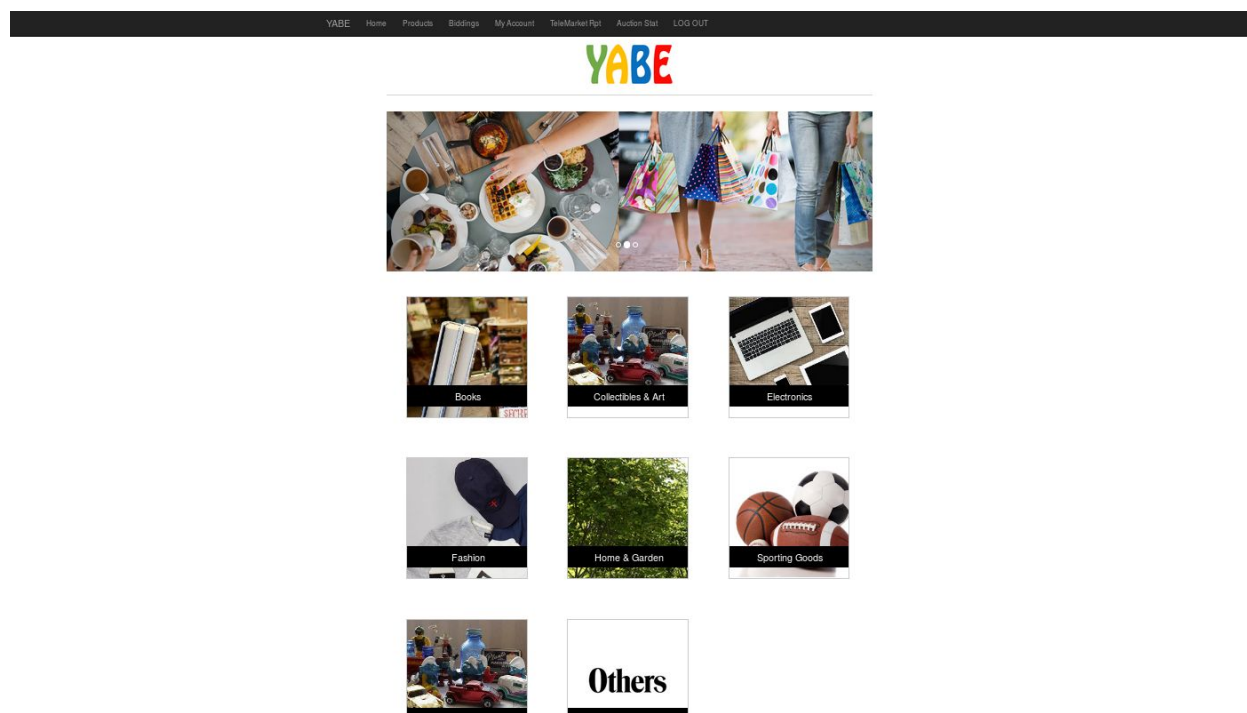 YABE Home Products Biddings My Account TeleMarket Rpt Auction Stat LOG OUT
YABE
Books
Collectibles & Art
Electronics
Fashion
Home & Garden
Sporting Goods
Others